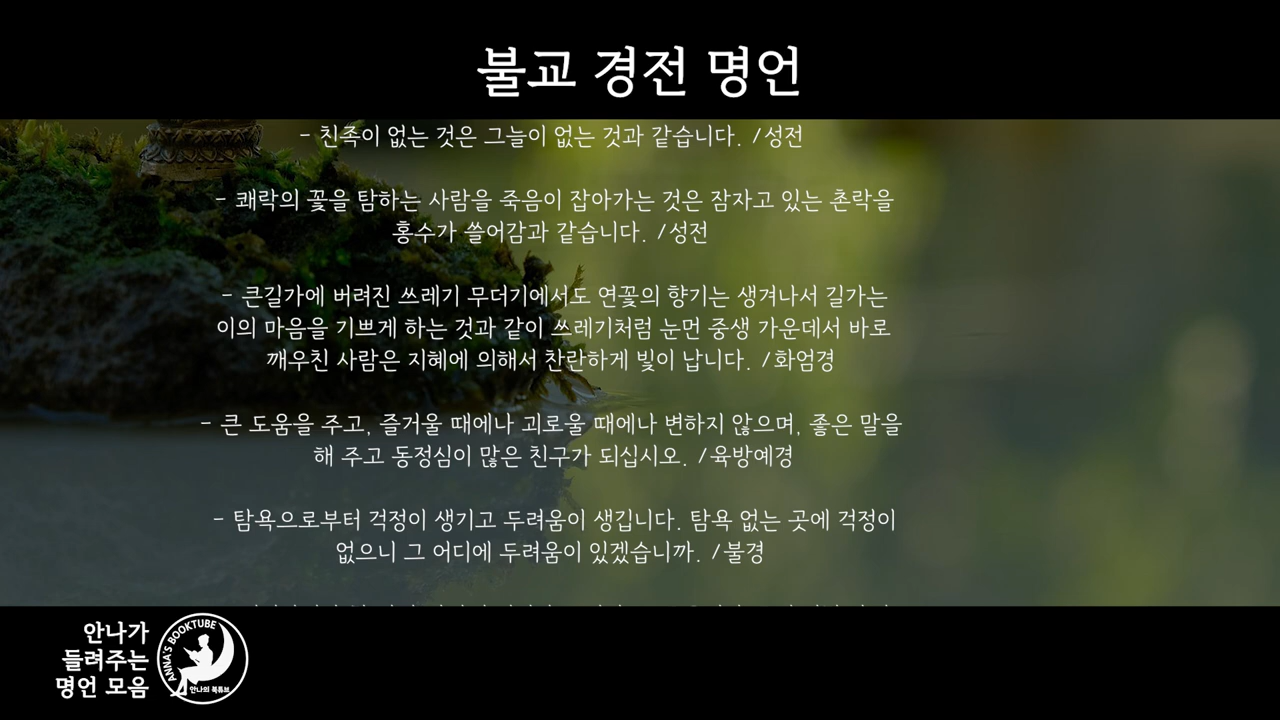 불교 경전 명언
- 친족이 없는 것은 그늘이 없는 것과 같습니다. /성전
- 쾌락의 꽃을 탐하는 사람을 죽음이 잡아가는 것은 잠자고 있는 촌락을
홍수가 쓸어감과 같습니다. /성전
- 큰길가에 버려진 쓰레기 무더기에서도 연꽃의 향기는 생겨나서 길가는
이의 마음을 기쁘게 하는 것과 같이 쓰레기처럼 눈먼 중생 가운데서 바로
깨우친 사람은 지혜에 의해서 찬란하게 빛이 납니다. /화엄경
- 큰 도움을 주고, 즐거울 때에나 괴로울 때에나 변하지 않으며, 좋은 말을
해 주고 동정심이 많은 친구가 되십시오. /육방예경
- 탐욕으로부터 걱정이 생기고 두려움이 생깁니다. 탐욕 없는 곳에 걱정이
없으니 그 어디에 두려움이 있겠습니까. /불경
안나가
들려주는
명언 모음
ANNA'S BOOKTUBE
안나의 북튜브